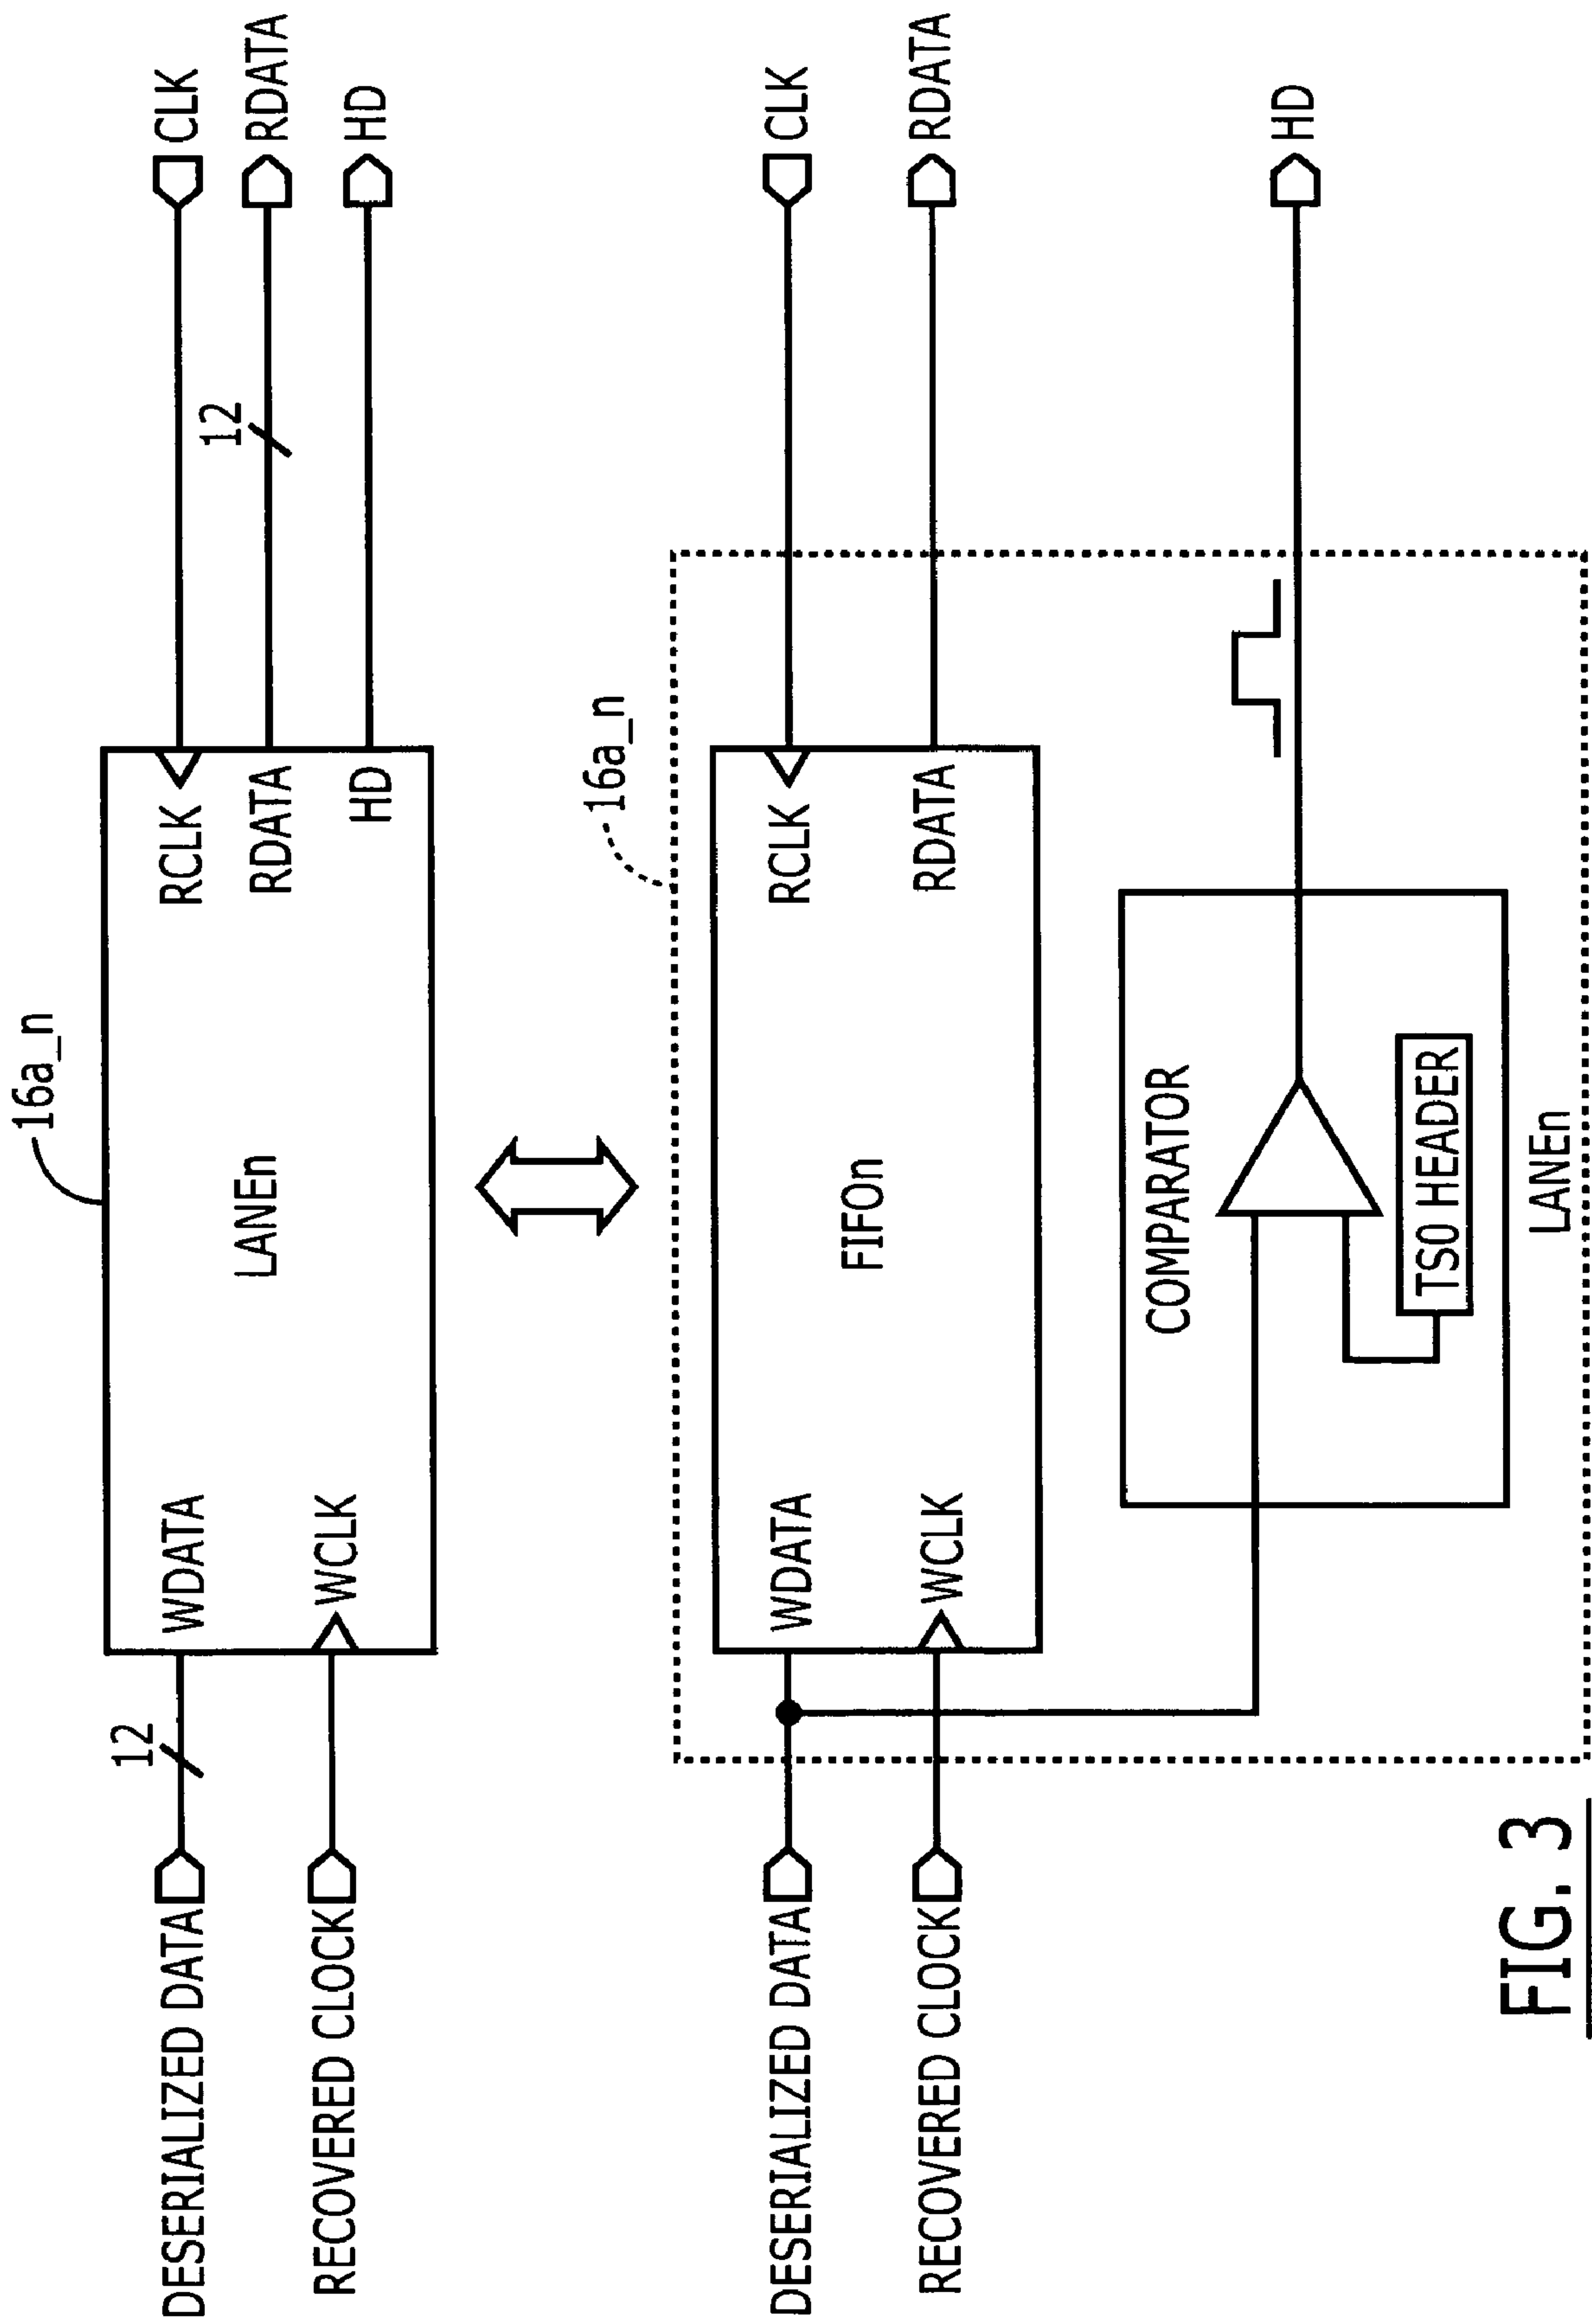 16a_n
DESERIALIZED DATA
12
WDATA
RECOVERED CLOCK
WCLK
LANEn
RCLK
CLK
RDATA
12
RDATA
HD
HD
16a_n
DESERIALIZED DATA
WDATA
RECOVERED CLOCK
WCLK
FIFOn
RCLK
CLK
RDATA
RDATA
COMPARATOR
TS0 HEADER
HD
LANEn
FIG. 3